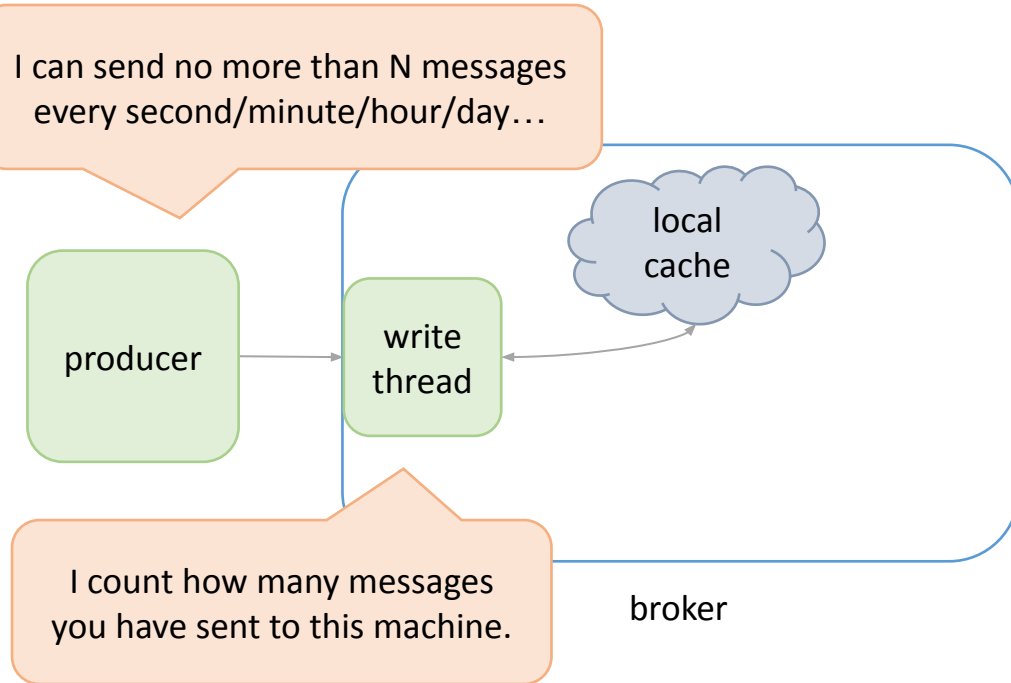 I can send no more than N messages
every second/minute/hour/day…
local
cache
producer
write
thread
I count how many messages
you have sent to this machine.
broker